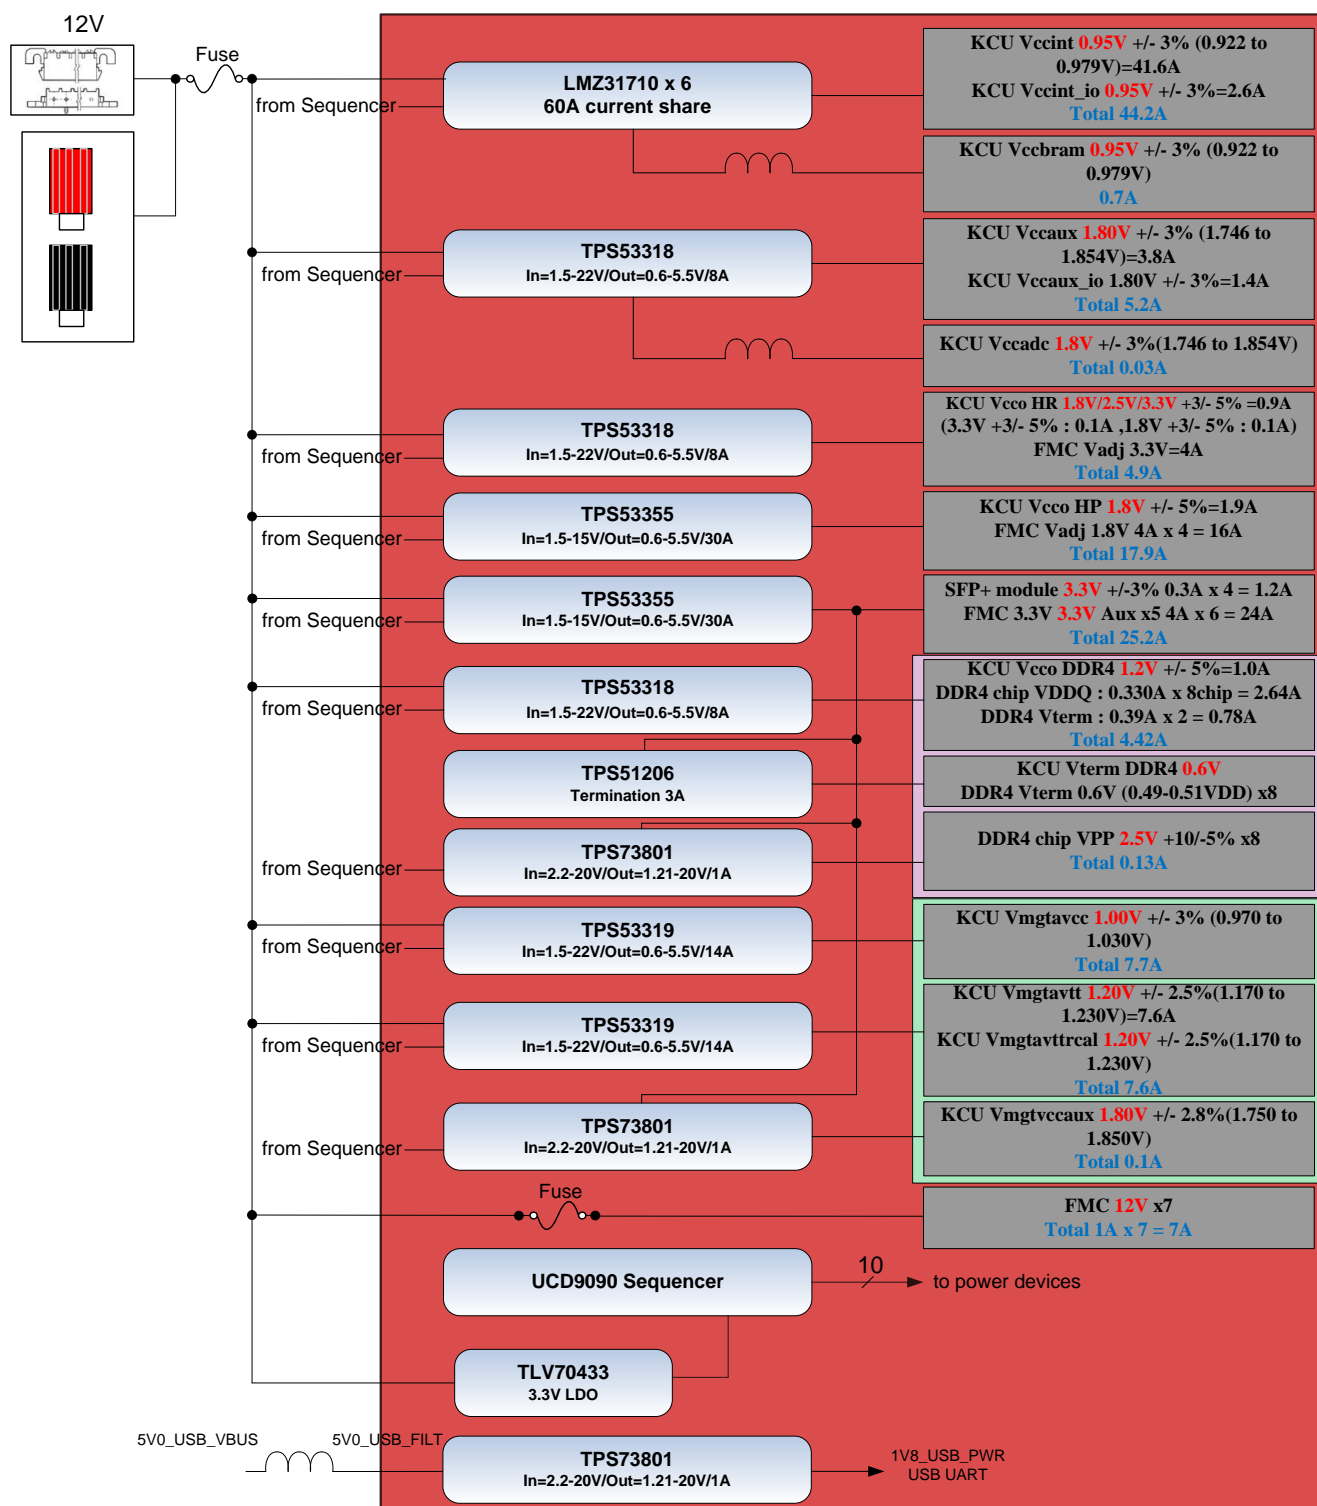 12V
Fuse
LMZ31710 x 6
60A current share
from Sequencer
KCU Vccint 0.95V +/- 3% (0.922 to
0.979V)=41.6A
KCU Vccint_io 0.95V +/- 3%=2.6A
Total 44.2A
KCU Vccbram 0.95V +/- 3% (0.922 to
0.979V)
0.7A
TPS53318
In=1.5-22V/Out=0.6-5.5V/8A
from Sequencer
KCU Vccaux 1.80V +/- 3% (1.746 to
1.854V)=3.8A
KCU Vccaux_io 1.80V +/- 3%=1.4A
Total 5.2A
KCU Vccadc 1.8V +/- 3%(1.746 to 1.854V)
Total 0.03A
TPS53318
In=1.5-22V/Out=0.6-5.5V/8A
from Sequencer
KCU Vcco HR 1.8V/2.5V/3.3V +3/- 5% =0.9A
(3.3V +3/- 5% : 0.1A ,1.8V +3/- 5% : 0.1A)
FMC Vadj 3.3V=4A
Total 4.9A
TPS53355
In=1.5-15V/Out=0.6-5.5V/30A
from Sequencer
KCU Vcco HP 1.8V +/- 5%=1.9A
FMC Vadj 1.8V 4A x 4 = 16A
Total 17.9A
TPS53355
In=1.5-15V/Out=0.6-5.5V/30A
from Sequencer
SFP+ module 3.3V +/-3% 0.3A x 4 = 1.2A
FMC 3.3V 3.3V Aux x5 4A x 6 = 24A
Total 25.2A
TPS53318
In=1.5-22V/Out=0.6-5.5V/8A
from Sequencer
KCU Vcco DDR4 1.2V +/- 5%=1.0A
DDR4 chip VDDQ : 0.330A x 8chip = 2.64A
DDR4 Vterm : 0.39A x 2 = 0.78A
Total 4.42A
TPS51206
Termination 3A
KCU Vterm DDR4 0.6V
DDR4 Vterm 0.6V (0.49-0.51VDD) x8
TPS73801
In=2.2-20V/Out=1.21-20V/1A
from Sequencer
DDR4 chip VPP 2.5V +10/-5% x8
Total 0.13A
TPS53319
In=1.5-22V/Out=0.6-5.5V/14A
from Sequencer
KCU Vmgtavcc 1.00V +/- 3% (0.970 to
1.030V)
Total 7.7A
TPS53319
In=1.5-22V/Out=0.6-5.5V/14A
from Sequencer
KCU Vmgtavtt 1.20V +/- 2.5%(1.170 to
1.230V)=7.6A
KCU Vmgtavttrcal 1.20V +/- 2.5%(1.170 to
1.230V)
Total 7.6A
TPS73801
In=2.2-20V/Out=1.21-20V/1A
from Sequencer
KCU Vmgtvccaux 1.80V +/- 2.8%(1.750 to
1.850V)
Total 0.1A
Fuse
FMC 12V x7
Total 1A x 7 = 7A
UCD9090 Sequencer
10
to power devices
TLV70433
3.3V LDO
5V0_USB_VBUS
5V0_USB_FILT
TPS73801
In=2.2-20V/Out=1.21-20V/1A
1V8_USB_PWR
USB UART